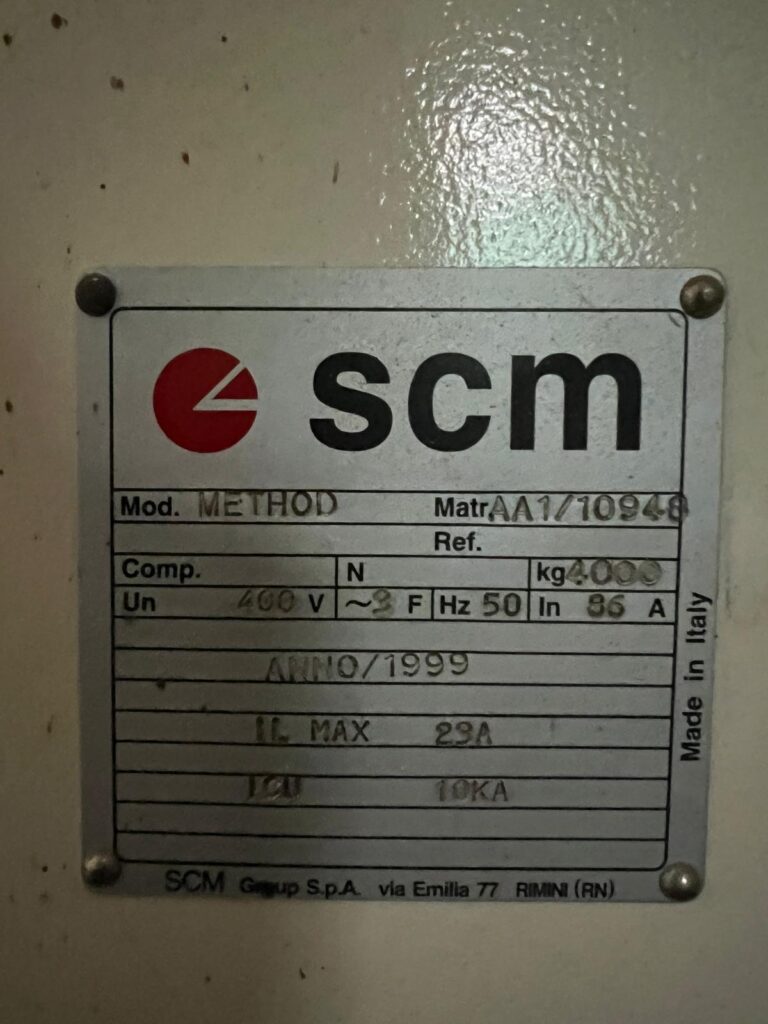 scm
Mod. METHOD Matr. AA1/10948
Ref.
Comp. N kg 4000
Un 400 V ~3 F Hz 50 In 86 A
ANNO/1999
IL MAX 29A
ICU 10KA
Made in Italy
SCM Group S.p.A. via Emilia 77 RIMINI (RN)